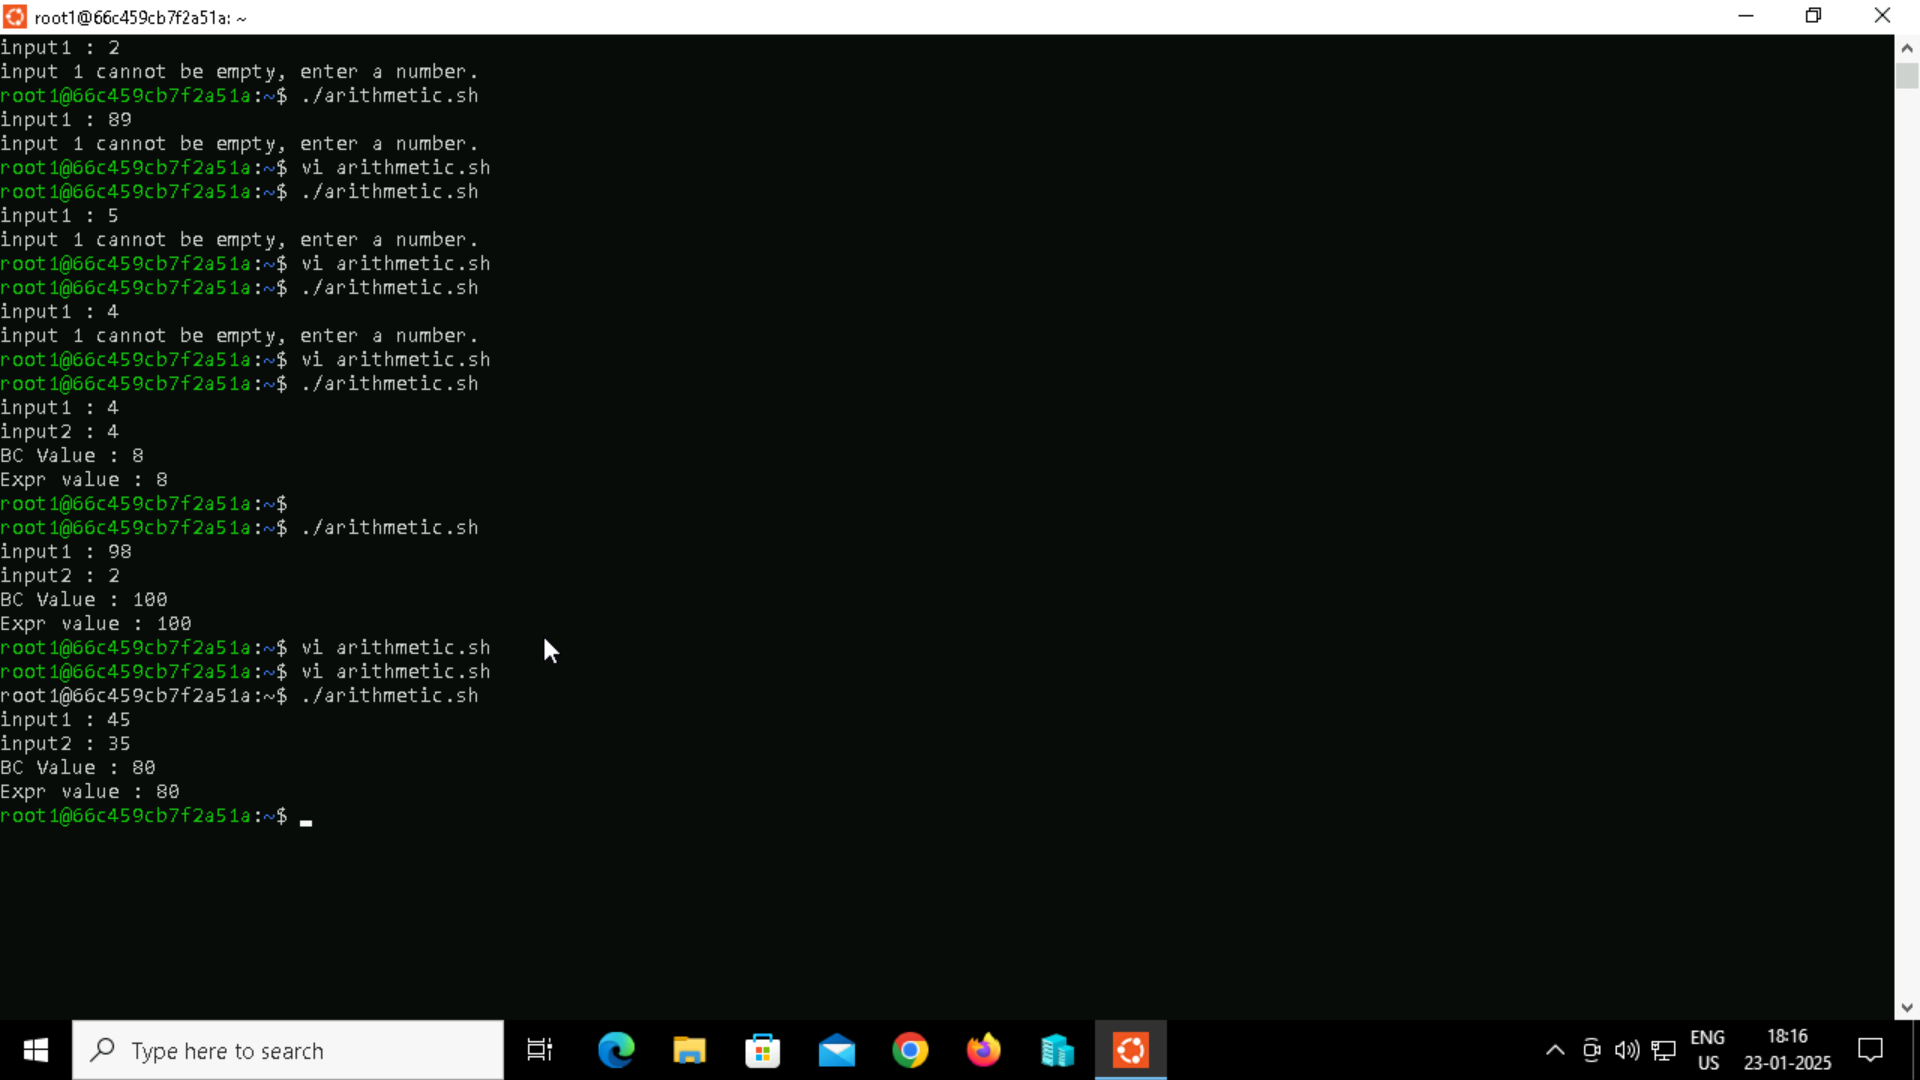 root1@66c459cb7f2a51a: ~
input1 : 2
input 1 cannot be empty, enter a number.
root1@66c459cb7f2a51a:~$ ./arithmetic.sh
input1 : 89
input 1 cannot be empty, enter a number.
root1@66c459cb7f2a51a:~$ vi arithmetic.sh
root1@66c459cb7f2a51a:~$ ./arithmetic.sh
input1 : 5
input 1 cannot be empty, enter a number.
root1@66c459cb7f2a51a:~$ vi arithmetic.sh
root1@66c459cb7f2a51a:~$ ./arithmetic.sh
input1 : 4
input 1 cannot be empty, enter a number.
root1@66c459cb7f2a51a:~$ vi arithmetic.sh
root1@66c459cb7f2a51a:~$ ./arithmetic.sh
input1 : 4
input2 : 4
BC Value : 8
Expr value : 8
root1@66c459cb7f2a51a:~$
root1@66c459cb7f2a51a:~$ ./arithmetic.sh
input1 : 98
input2 : 2
BC Value : 100
Expr value : 100
root1@66c459cb7f2a51a:~$ vi arithmetic.sh
root1@66c459cb7f2a51a:~$ vi arithmetic.sh
root1@66c459cb7f2a51a:~$ ./arithmetic.sh
input1 : 45
input2 : 35
BC Value : 80
Expr value : 80
root1@66c459cb7f2a51a:~$
Type here to search
ENG
US
18:16
23-01-2025